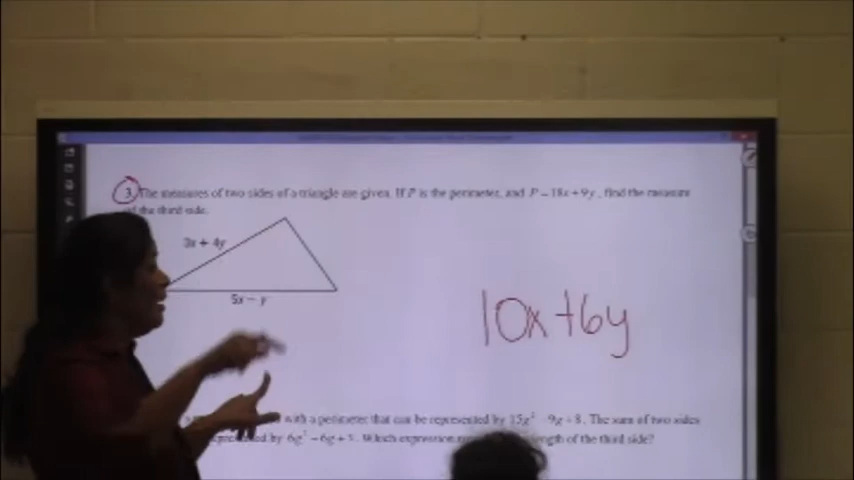 3. The measures of two sides of a triangle are given. If P is the perimeter, and P = 18x + 9y, find the measure
of the third side.
3x + 4y
5x − y
10x + 6y
with a perimeter that can be represented by 15g² − 9g + 8. The sum of two sides
by 6g² − 6g + 1. Which expression length of the third side?